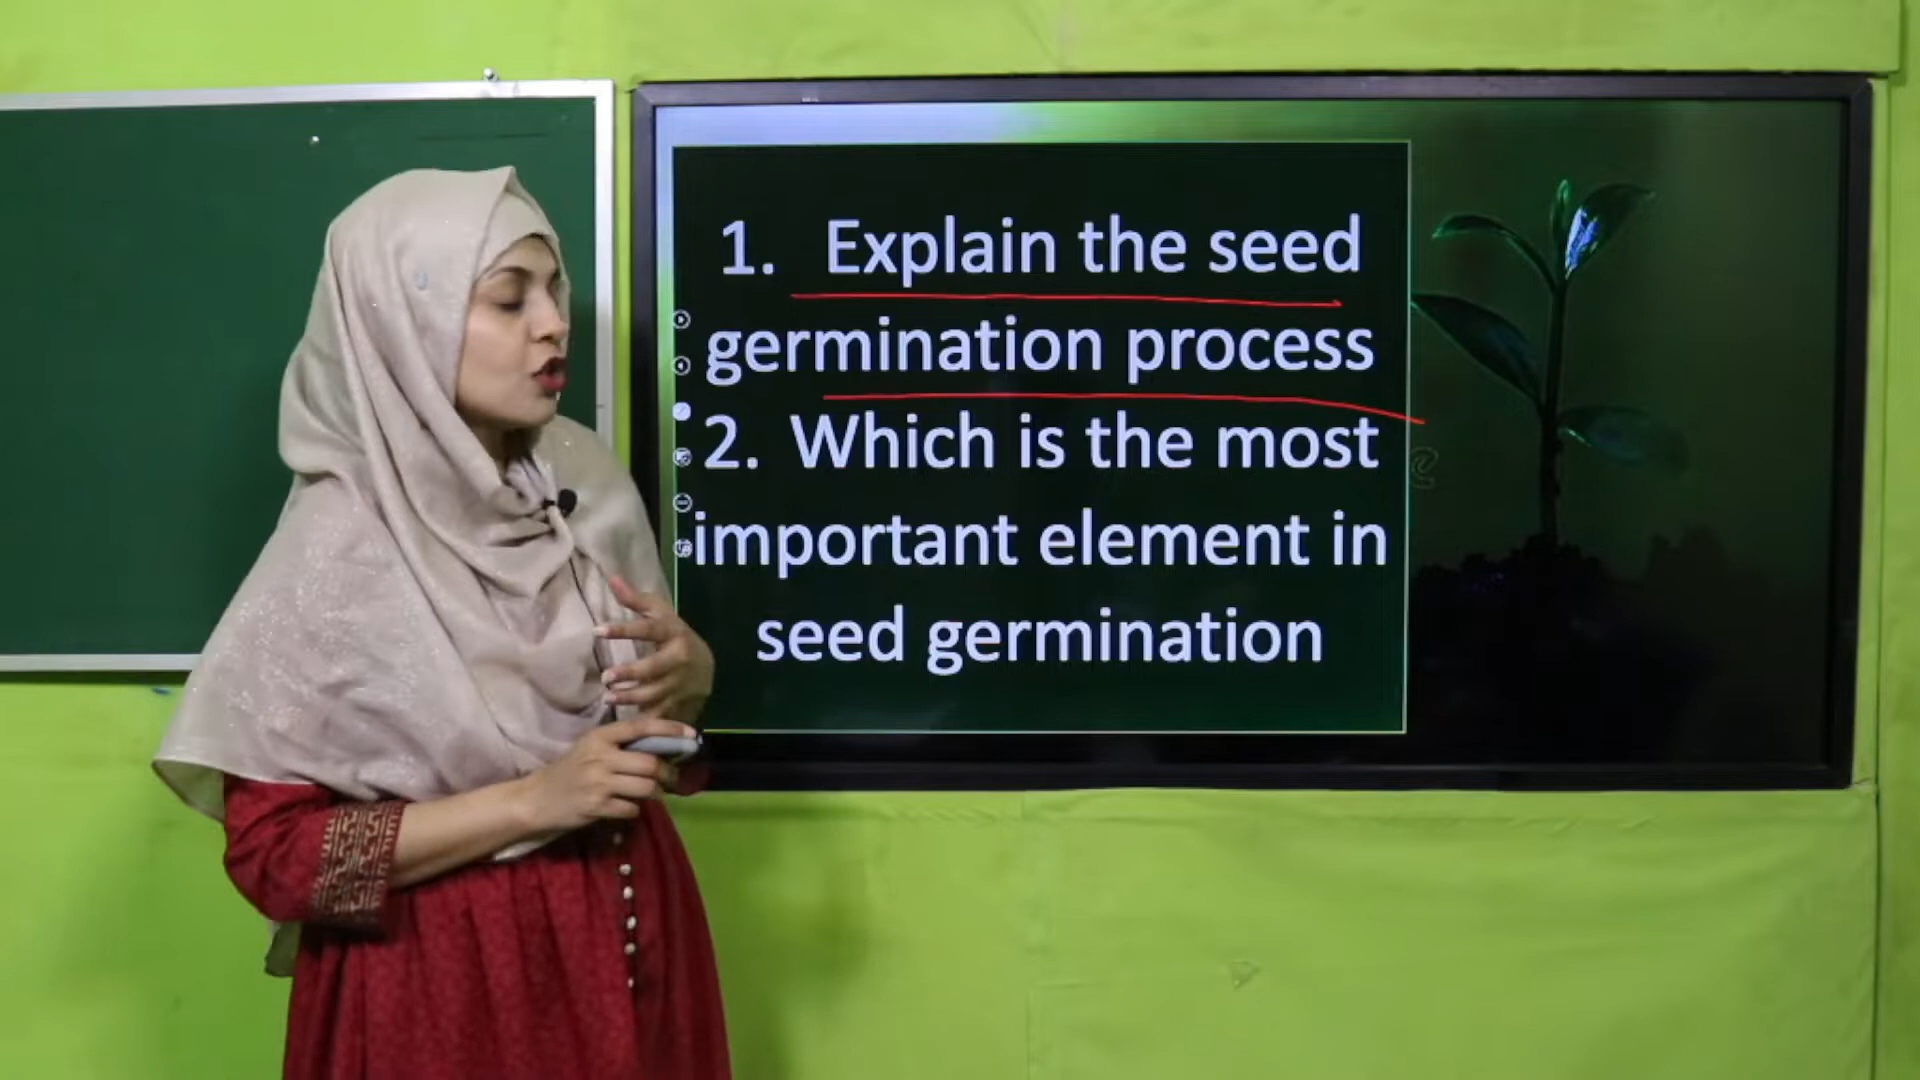 1. Explain the seed
germination process
2. Which is the most
important element in
seed germination